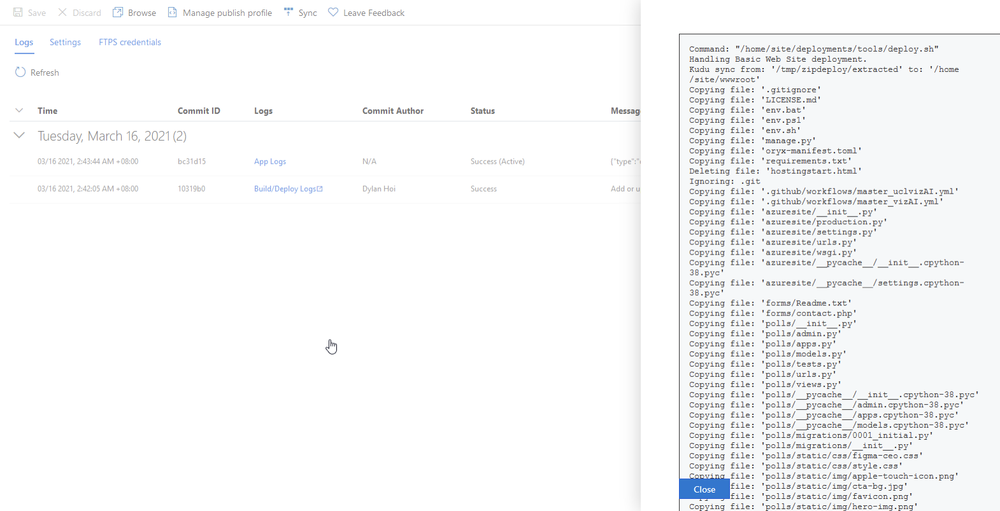 Save Discard Browse Manage publish profile Sync Leave Feedback
Logs Settings FTPS credentials
Refresh
Time Commit ID Logs Commit Author Status Messag
Tuesday, March 16, 2021 (2)
03/16 2021, 2:43:44 AM +08:00 bc31d15 App Logs N/A Success (Active) {"type":"
03/16 2021, 2:42:05 AM +08:00 10319b0 Build/Deploy Logs Dylan Hoi Success Add or u
Command: "/home/site/deployments/tools/deploy.sh"
Handling Basic Web Site deployment.
Kudu sync from: '/tmp/zipdeploy/extracted' to: '/home
/site/wwwroot'
Copying file: '.gitignore'
Copying file: 'LICENSE.md'
Copying file: 'env.bat'
Copying file: 'env.ps1'
Copying file: 'env.sh'
Copying file: 'manage.py'
Copying file: 'oryx-manifest.toml'
Copying file: 'requirements.txt'
Deleting file: 'hostingstart.html'
Ignoring: .git
Copying file: '.github/workflows/master_uclvizAI.yml'
Copying file: '.github/workflows/master_vizAI.yml'
Copying file: 'azuresite/__init__.py'
Copying file: 'azuresite/production.py'
Copying file: 'azuresite/settings.py'
Copying file: 'azuresite/urls.py'
Copying file: 'azuresite/wsgi.py'
Copying file: 'azuresite/__pycache__/__init__.cpython-
38.pyc'
Copying file: 'azuresite/__pycache__/settings.cpython-
38.pyc'
Copying file: 'forms/Readme.txt'
Copying file: 'forms/contact.php'
Copying file: 'polls/__init__.py'
Copying file: 'polls/admin.py'
Copying file: 'polls/apps.py'
Copying file: 'polls/models.py'
Copying file: 'polls/tests.py'
Copying file: 'polls/urls.py'
Copying file: 'polls/views.py'
Copying file: 'polls/__pycache__/__init__.cpython-38.pyc'
Copying file: 'polls/__pycache__/admin.cpython-38.pyc'
Copying file: 'polls/__pycache__/apps.cpython-38.pyc'
Copying file: 'polls/__pycache__/models.cpython-38.pyc'
Copying file: 'polls/migrations/0001_initial.py'
Copying file: 'polls/migrations/__init__.py'
Copying file: 'polls/static/css/figma-ceo.css'
Copying file: 'polls/static/css/style.css'
Copying file: 'polls/static/img/apple-touch-icon.png'
file: 'polls/static/img/cta-bg.jpg'
file: 'polls/static/img/favicon.png'
Copying file: 'polls/static/img/hero-img.png'
Close